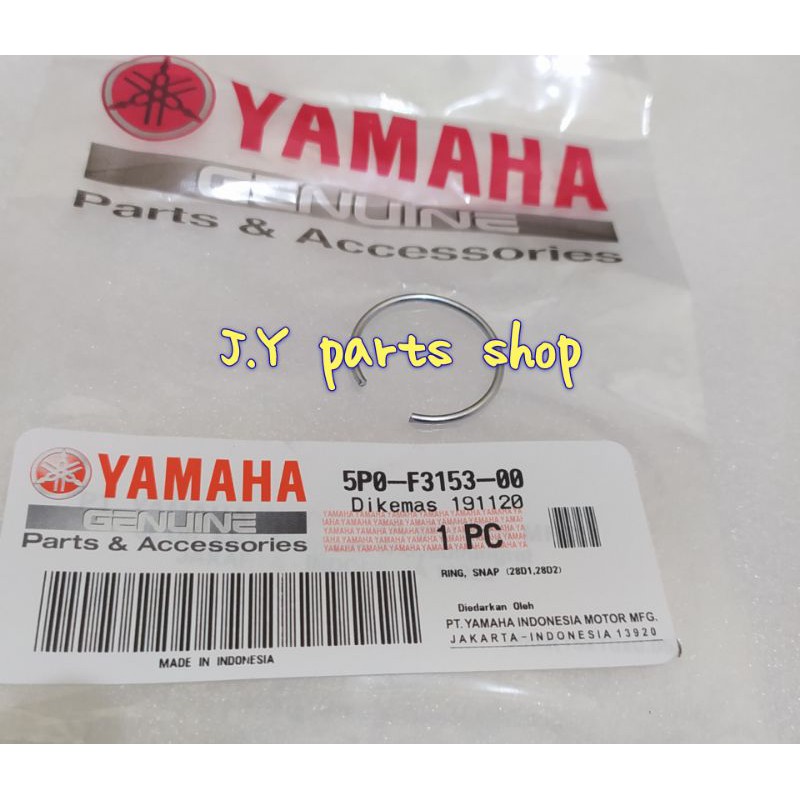 YAMAHA
GENUINE
Parts & Accessories
J.Y parts shop
YAMAHA
GENUINE
Parts & Accessories
5P0-F3153-00
Dikemas 191120
1 PC
RING, SNAP (28D1,28D2)
Diedarkan Oleh
PT. YAMAHA INDONESIA MOTOR MFG.
JAKARTA-INDONESIA 13920
MADE IN INDONESIA